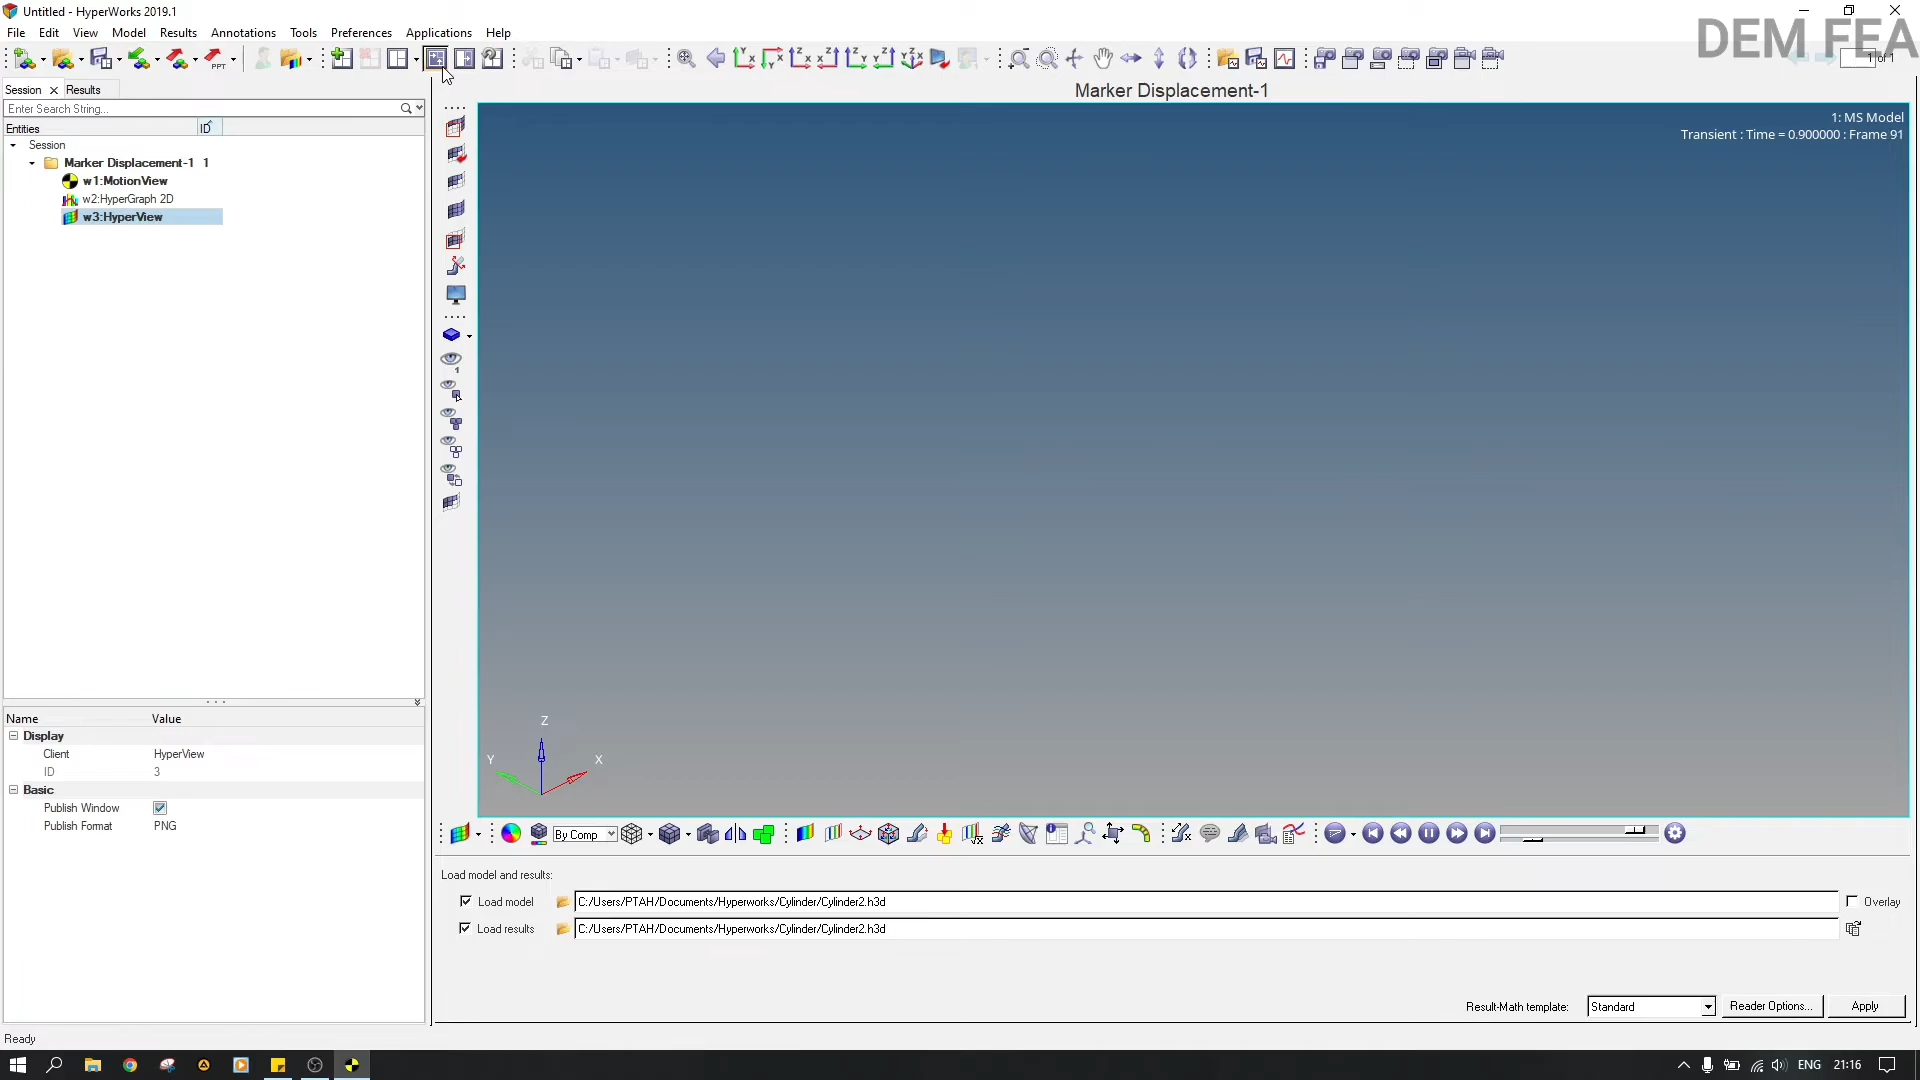 Untitled - HyperWorks 2019.1
File Edit View Model Results Annotations Tools Preferences Applications Help
DEM FEA
PPT
1 of 1
Session Results
Marker Displacement-1
Enter Search String...
Entities ID
1: MS Model
Transient : Time = 0.900000 : Frame 91
Session
Marker Displacement-1 1
w1:MotionView
w2:HyperGraph 2D
w3:HyperView
1
Z
Y X
Name Value
Display
Client HyperView
ID 3
Basic
Publish Window
Publish Format PNG
By Comp
Load model and results:
Load model C:/Users/PTAH/Documents/Hyperworks/Cylinder/Cylinder2.h3d Overlay
Load results C:/Users/PTAH/Documents/Hyperworks/Cylinder/Cylinder2.h3d
Result-Math template: Standard Reader Options... Apply
Ready
ENG 21:16